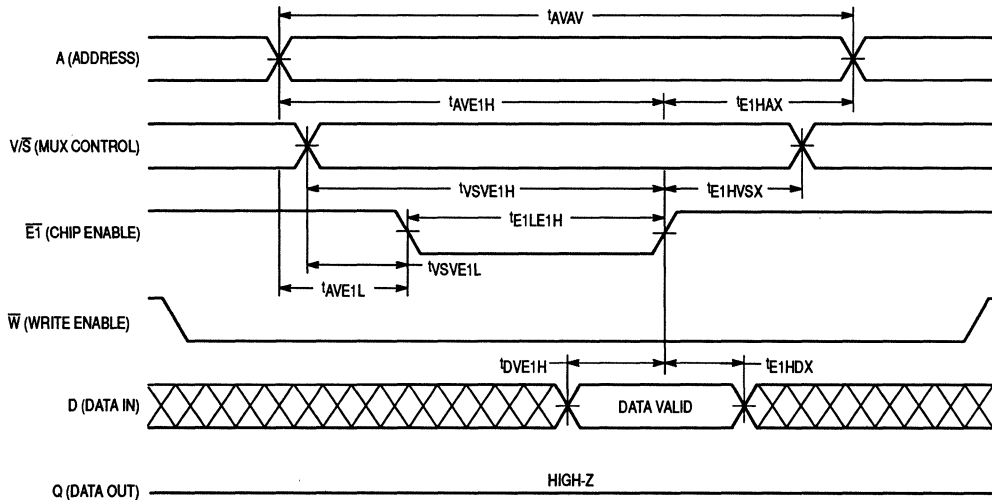 tAVAV
A (ADDRESS)
tAVE1H
tE1HAX
V/S̅ (MUX CONTROL)
tVSVE1H
tE1HVSX
E̅1̅ (CHIP ENABLE)
tE1LE1H
tVSVE1L
tAVE1L
W̅ (WRITE ENABLE)
tDVE1H
tE1HDX
D (DATA IN)
DATA VALID
HIGH-Z
Q (DATA OUT)